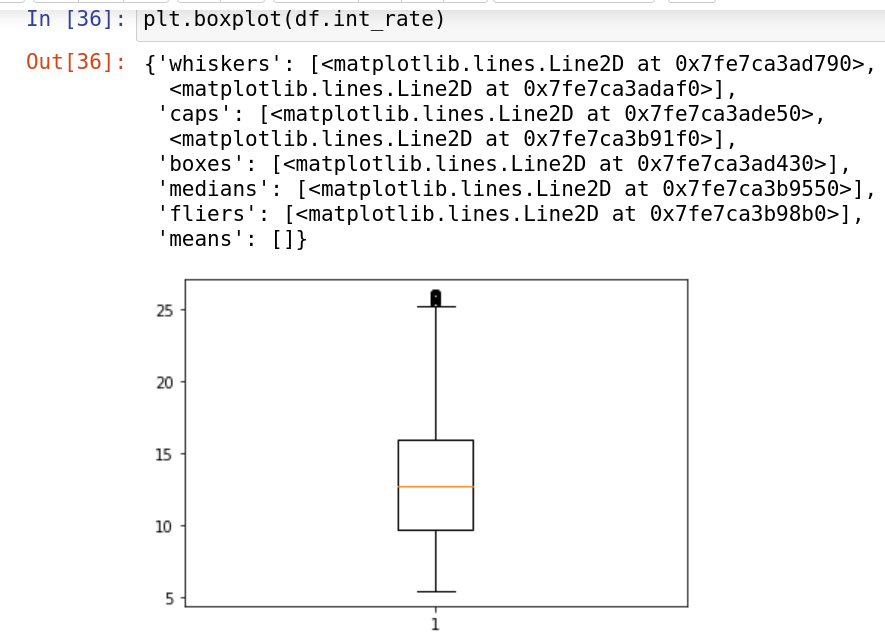 In [36]: plt.boxplot(df.int_rate)
Out[36]: {'whiskers': [<matplotlib.lines.Line2D at 0x7fe7ca3ad790>,
<matplotlib.lines.Line2D at 0x7fe7ca3adaf0>],
'caps': [<matplotlib.lines.Line2D at 0x7fe7ca3ade50>,
<matplotlib.lines.Line2D at 0x7fe7ca3b91f0>],
'boxes': [<matplotlib.lines.Line2D at 0x7fe7ca3ad430>],
'medians': [<matplotlib.lines.Line2D at 0x7fe7ca3b9550>],
'fliers': [<matplotlib.lines.Line2D at 0x7fe7ca3b98b0>],
'means': []}
25
20
15
10
5
1